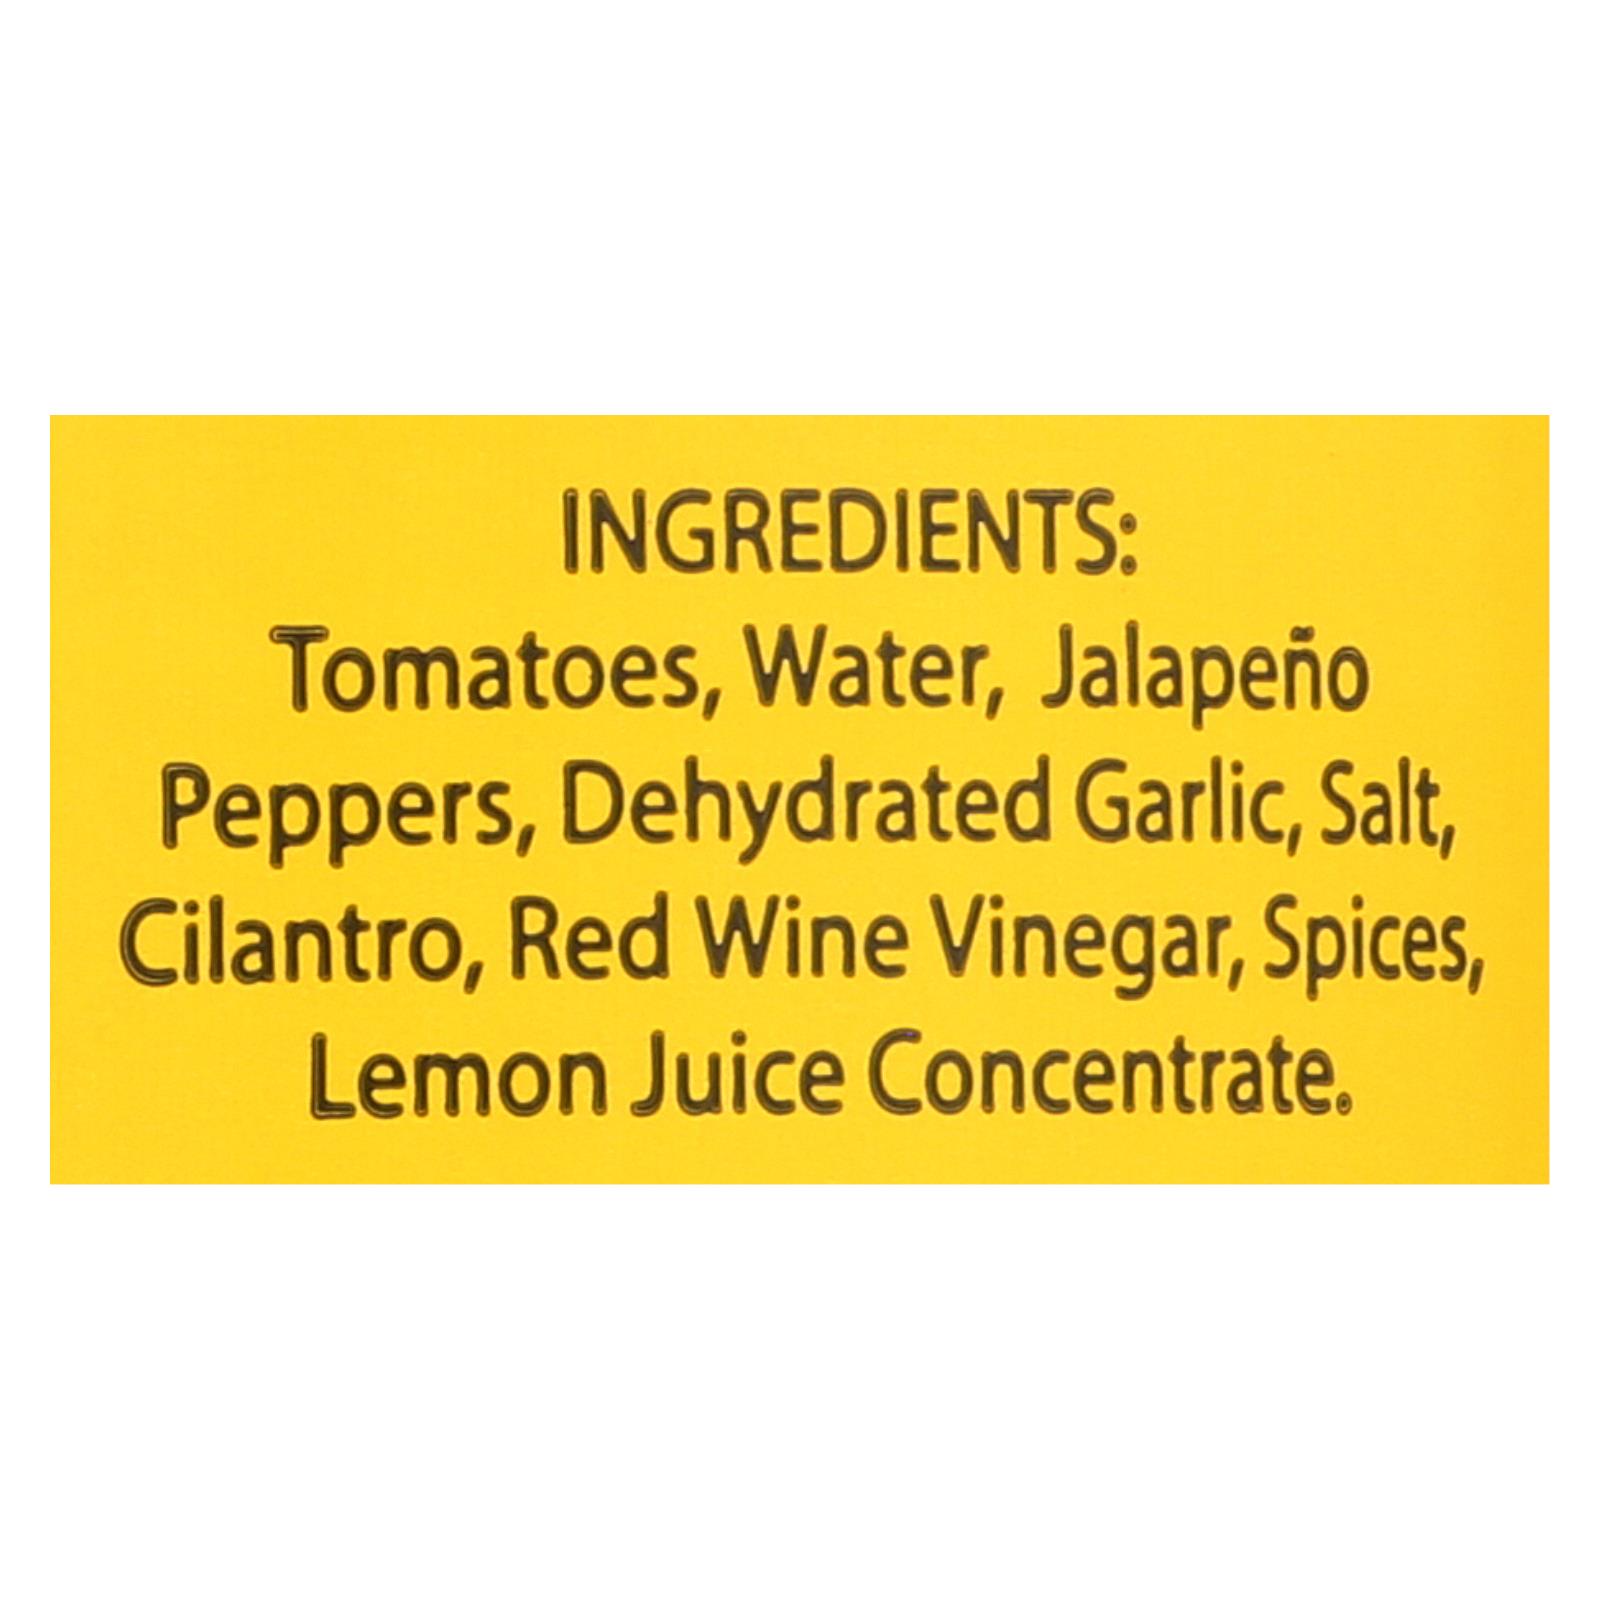 INGREDIENTS:
Tomatoes, Water, Jalapeño
Peppers, Dehydrated Garlic, Salt,
Cilantro, Red Wine Vinegar, Spices,
Lemon Juice Concentrate.